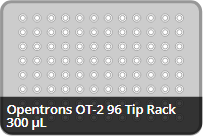 Opentrons OT-2 96 Tip Rack
300 µL